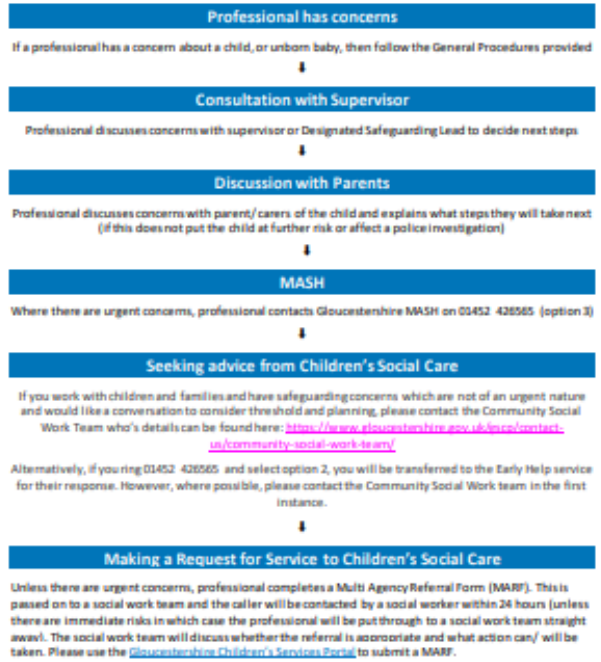 Professional has concerns
If a professional has a concern about a child, or unborn baby, then follow the General Procedures provided
Consultation with Supervisor
Professional discusses concerns with supervisor or Designated Safeguarding Lead to decide next steps
Discussion with Parents
Professional discusses concerns with parent/ carers of the child and explains what steps they will take next
(if this does not put the child at further risk or affect a police investigation)
MASH
Where there are urgent concerns, professional contacts Gloucestershire MASH on 01452 426565 (option 3)
Seeking advice from Children's Social Care
If you work with children and families and have safeguarding concerns which are not of an urgent nature
and would like a conversation to consider threshold and planning, please contact the Community Social
Work Team who's details can be found here: https://www.gloucestershire.gov.uk/gscp/contact-
us/community-social-work-team/
Alternatively, if you ring 01452 426565 and select option 2, you will be transferred to the Early Help service
for their response. However, where possible, please contact the Community Social Work team in the first
instance.
Making a Request for Service to Children's Social Care
Unless there are urgent concerns, professional completes a Multi Agency Referral Form (MARF). This is
passed on to a social work team and the caller will be contacted by a social worker within 24 hours (unless
there are immediate risks in which case the professional will be put through to a social work team straight
away). The social work team will discuss whether the referral is appropriate and what action can/ will be
taken. Please use the Gloucestershire Children's Services Portal to submit a MARF.